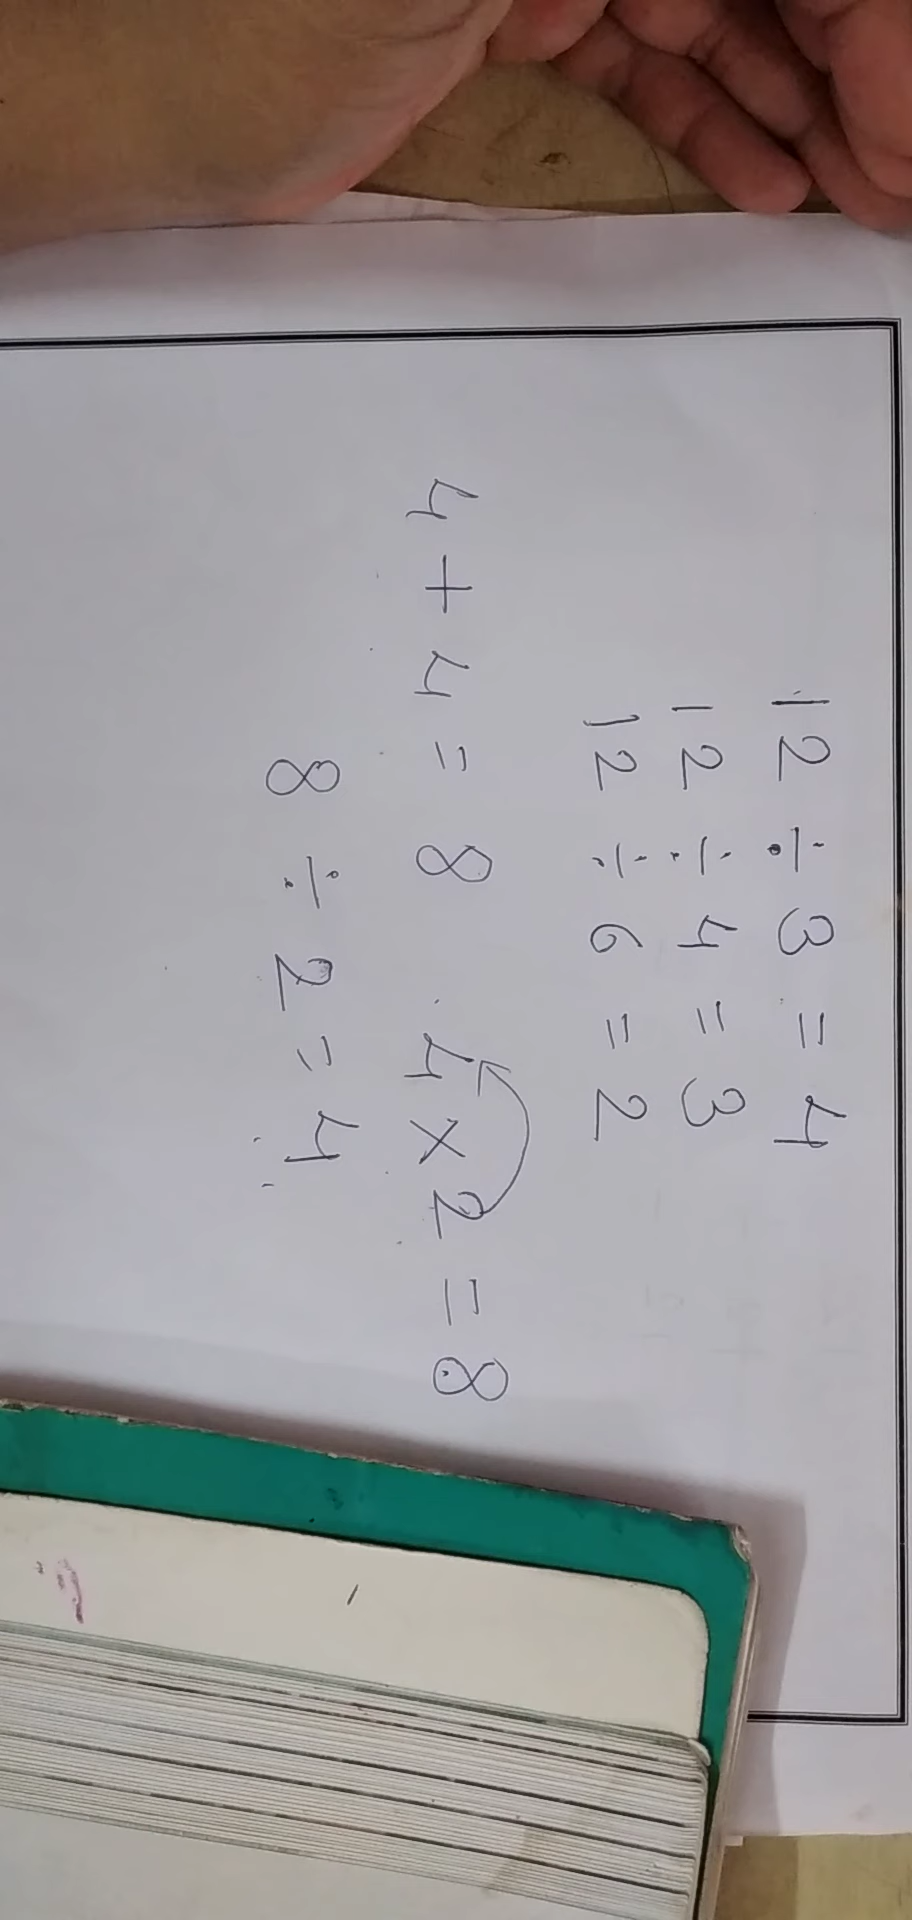 12 ÷ 3 = 4
12 ÷ 4 = 3
12 ÷ 6 = 2
4 + 4 = 8 4 × 2 = 8
8 ÷ 2 = 4